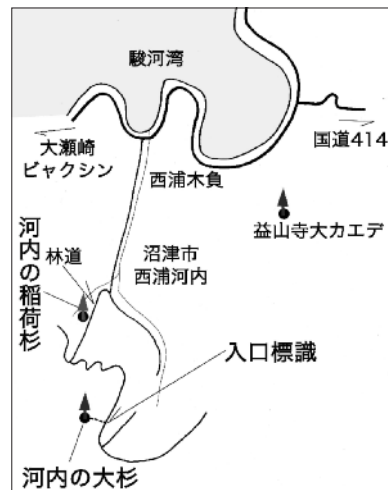 駿河湾
大瀬崎
ビャクシン
国道414
西浦木負
益山寺大カエデ
河内の稲荷杉
林道
沼津市
西浦河内
入口標識
河内の大杉